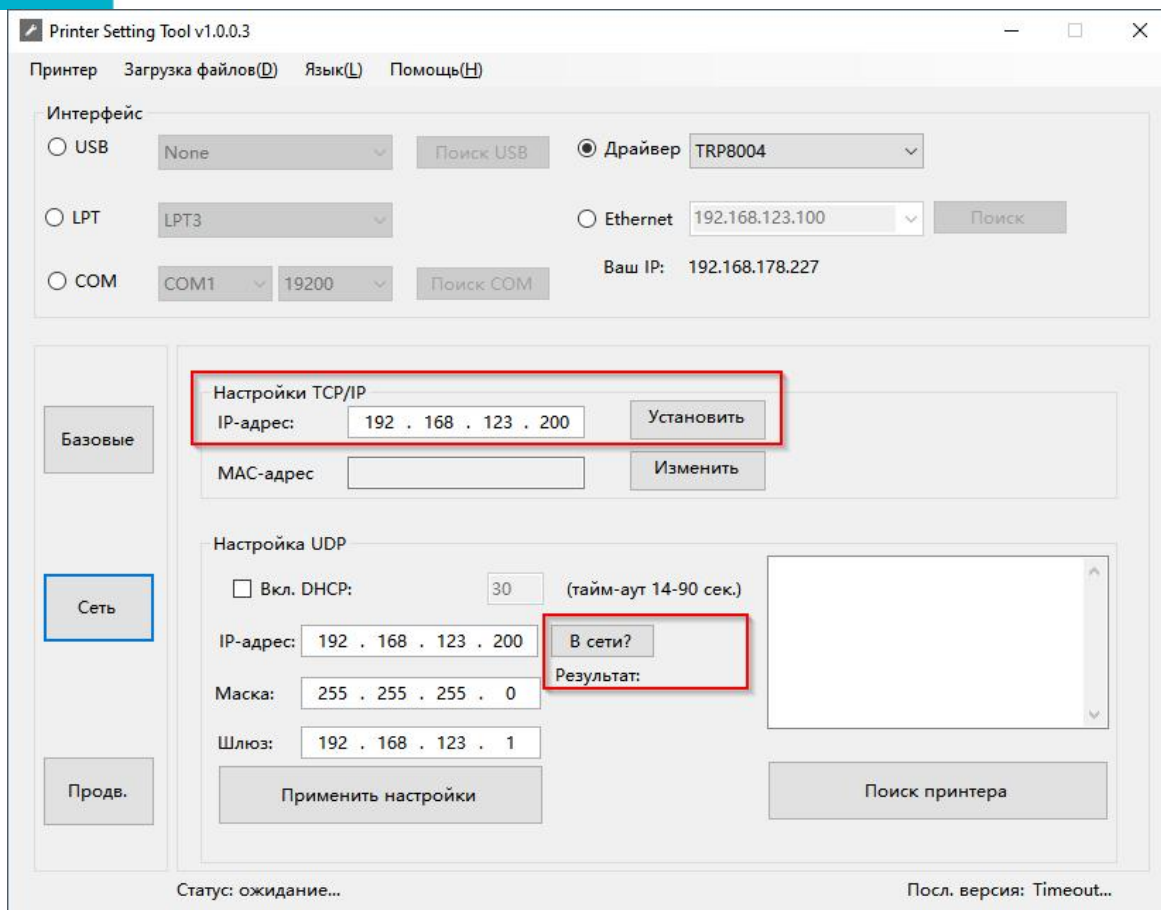 Printer Setting Tool v1.0.0.3
Принтер Загрузка файлов(D) Язык(L) Помощь(H)
Интерфейс
USB None Поиск USB Драйвер TRP8004
LPT LPT3 Ethernet 192.168.123.100 Поиск
Ваш IP: 192.168.178.227
COM COM1 19200 Поиск COM
Настройки TCP/IP
IP-адрес: 192 . 168 . 123 . 200 Установить
Базовые
MAC-адрес Изменить
Настройка UDP
Вкл. DHCP: 30 (тайм-аут 14-90 сек.)
Сеть
IP-адрес: 192 . 168 . 123 . 200 В сети?
Результат:
Маска: 255 . 255 . 255 . 0
Шлюз: 192 . 168 . 123 . 1
Продв. Применить настройки Поиск принтера
Статус: ожидание... Посл. версия: Timeout...